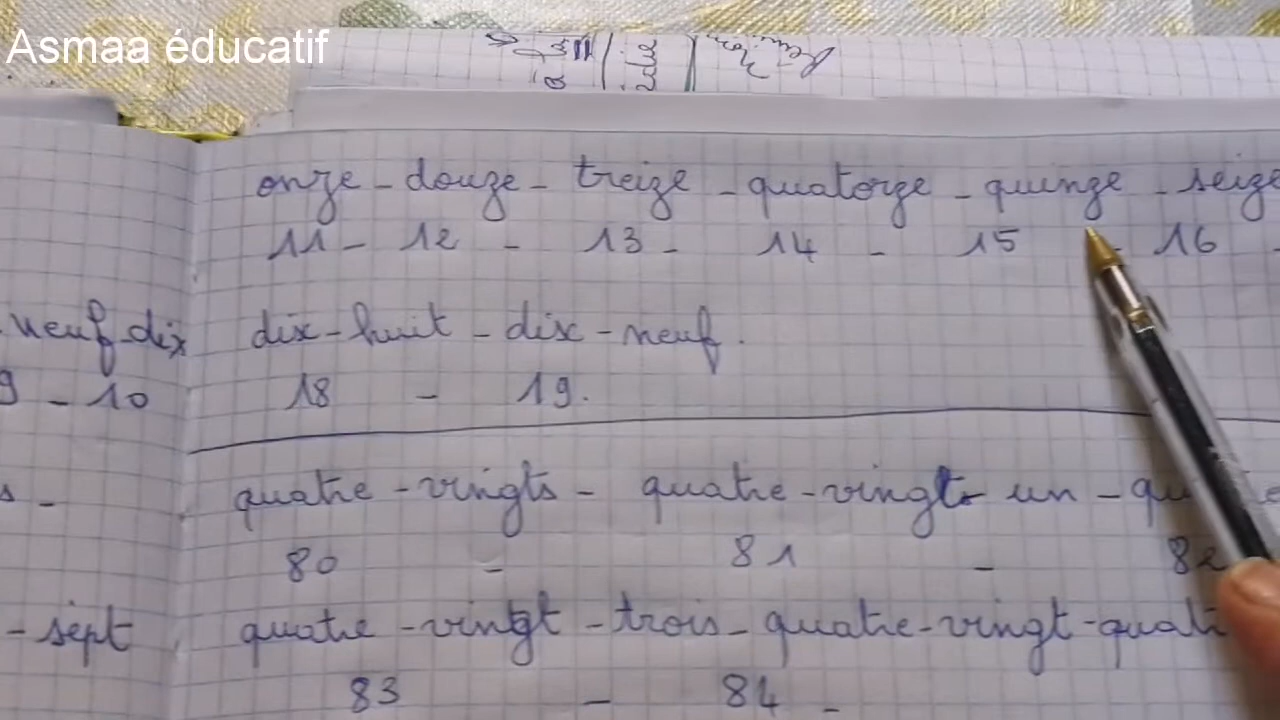 Asmaa éducatif
onze - douze - treize - quatorze - quinze - seize
11 - 12 - 13 - 14 - 15 - 16 -
neuf-dix dix-huit - dix-neuf.
9 - 10 18 - 19.
quatre-vingts - quatre-vingt-un -
80 - 81 - 82
- sept quatre-vingt-trois - quatre-vingt-quat
83 - 84 -